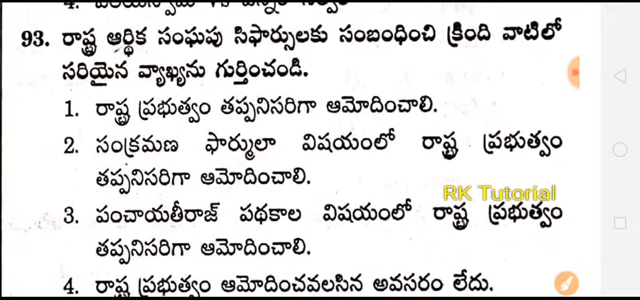 93. రాష్ట్ర ఆర్థిక సంఘపు సిఫార్సులకు సంబంధించి క్రింది వాటిలో
సరియైన వ్యాఖ్యను గుర్తించండి.
1. రాష్ట్ర ప్రభుత్వం తప్పనిసరిగా ఆమోదించాలి.
2. సంక్రమణ ఫార్ములా విషయంలో రాష్ట్ర ప్రభుత్వం
తప్పనిసరిగా ఆమోదించాలి.
RK Tutorial
3. పంచాయతీరాజ్ పథకాల విషయంలో రాష్ట్ర ప్రభుత్వం
తప్పనిసరిగా ఆమోదించాలి.
4. రాష్ట్ర ప్రభుత్వం ఆమోదించవలసిన అవసరం లేదు.